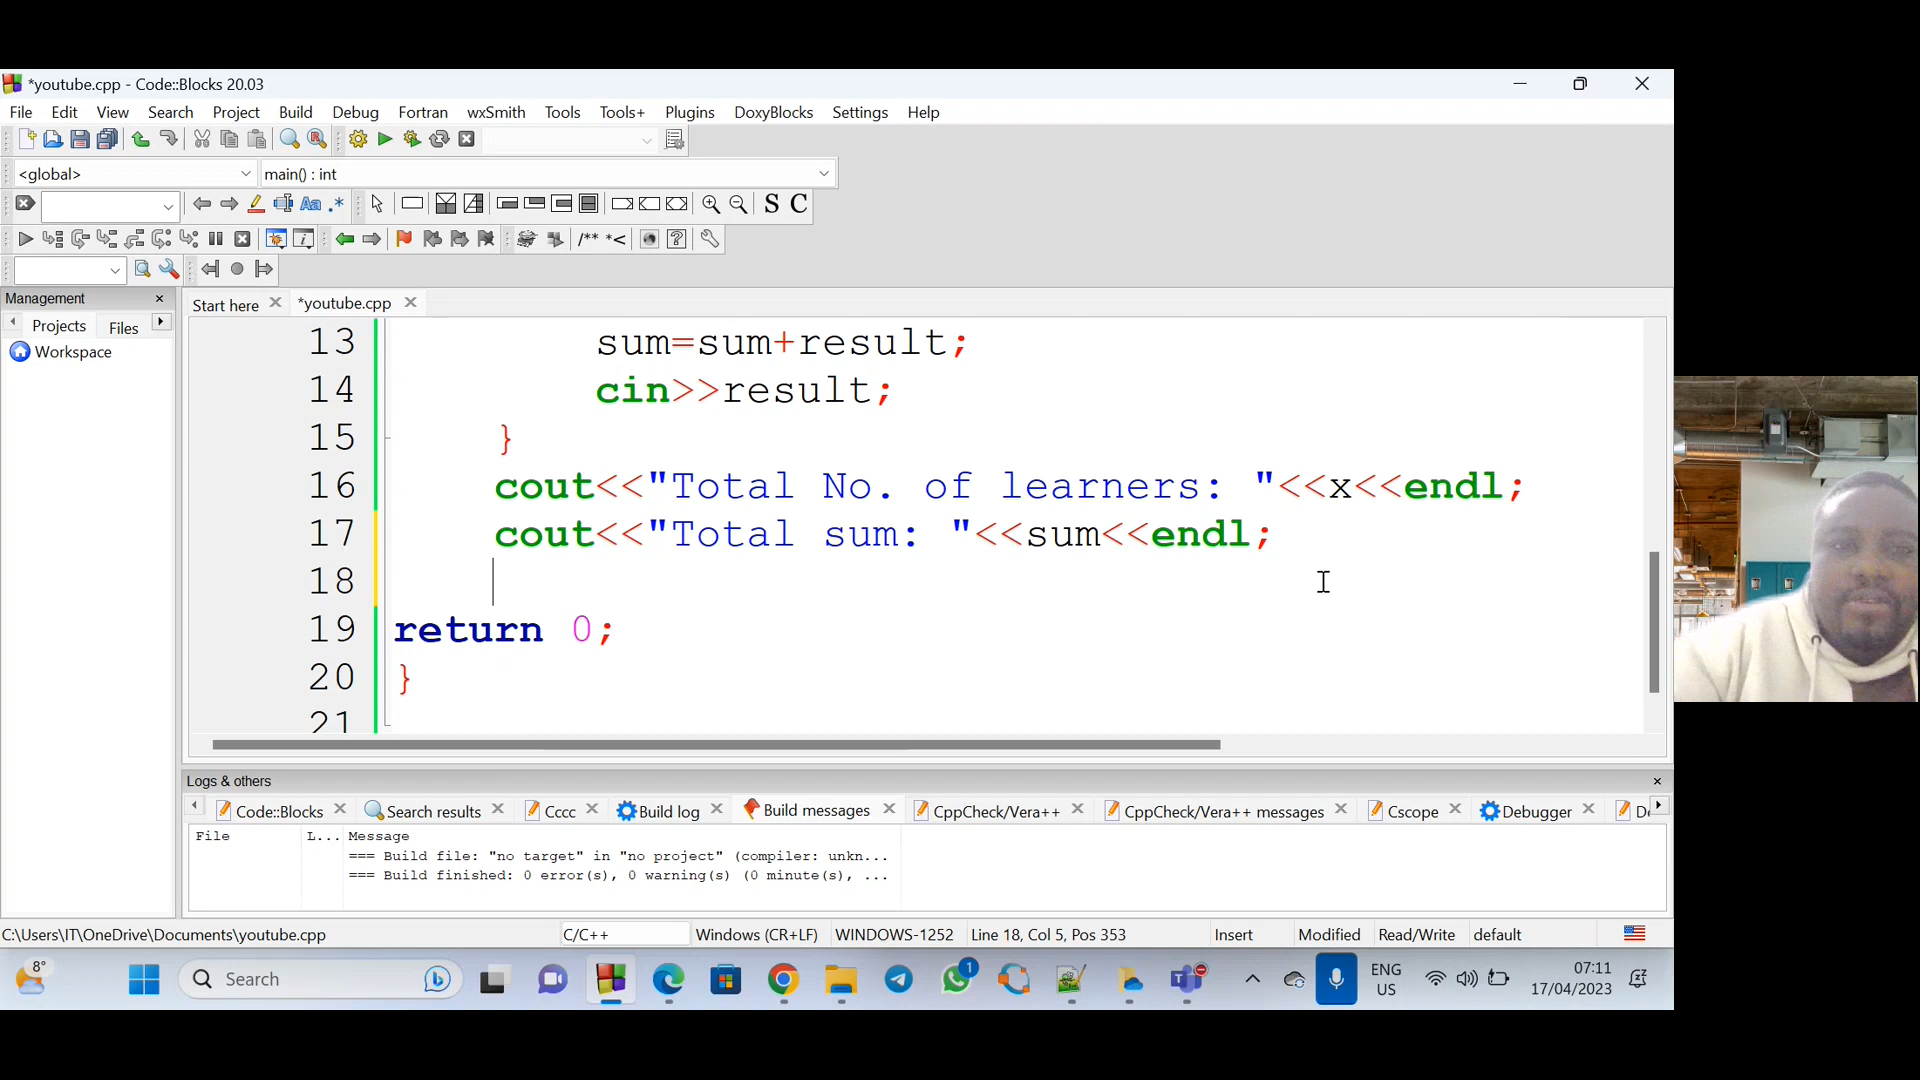 *youtube.cpp - Code::Blocks 20.03
File Edit View Search Project Build Debug Fortran wxSmith Tools Tools+ Plugins DoxyBlocks Settings Help
<global> main() : int
Aa .* S C
/** *<
Management
Projects Files
Workspace
Start here *youtube.cpp
13 sum=sum+result;
14 cin>>result;
15 }
16 cout<<"Total No. of learners: "<<x<<endl;
17 cout<<"Total sum: "<<sum<<endl;
18
19 return 0;
20 }
21
Logs & others
Code::Blocks Search results Cccc Build log Build messages CppCheck/Vera++ CppCheck/Vera++ messages Cscope Debugger
File L... Message
=== Build file: "no target" in "no project" (compiler: unkn...
=== Build finished: 0 error(s), 0 warning(s) (0 minute(s), ...
C:\Users\IT\OneDrive\Documents\youtube.cpp C/C++ Windows (CR+LF) WINDOWS-1252 Line 18, Col 5, Pos 353 Insert Modified Read/Write default
8° Search 1 ENG US 07:11 17/04/2023